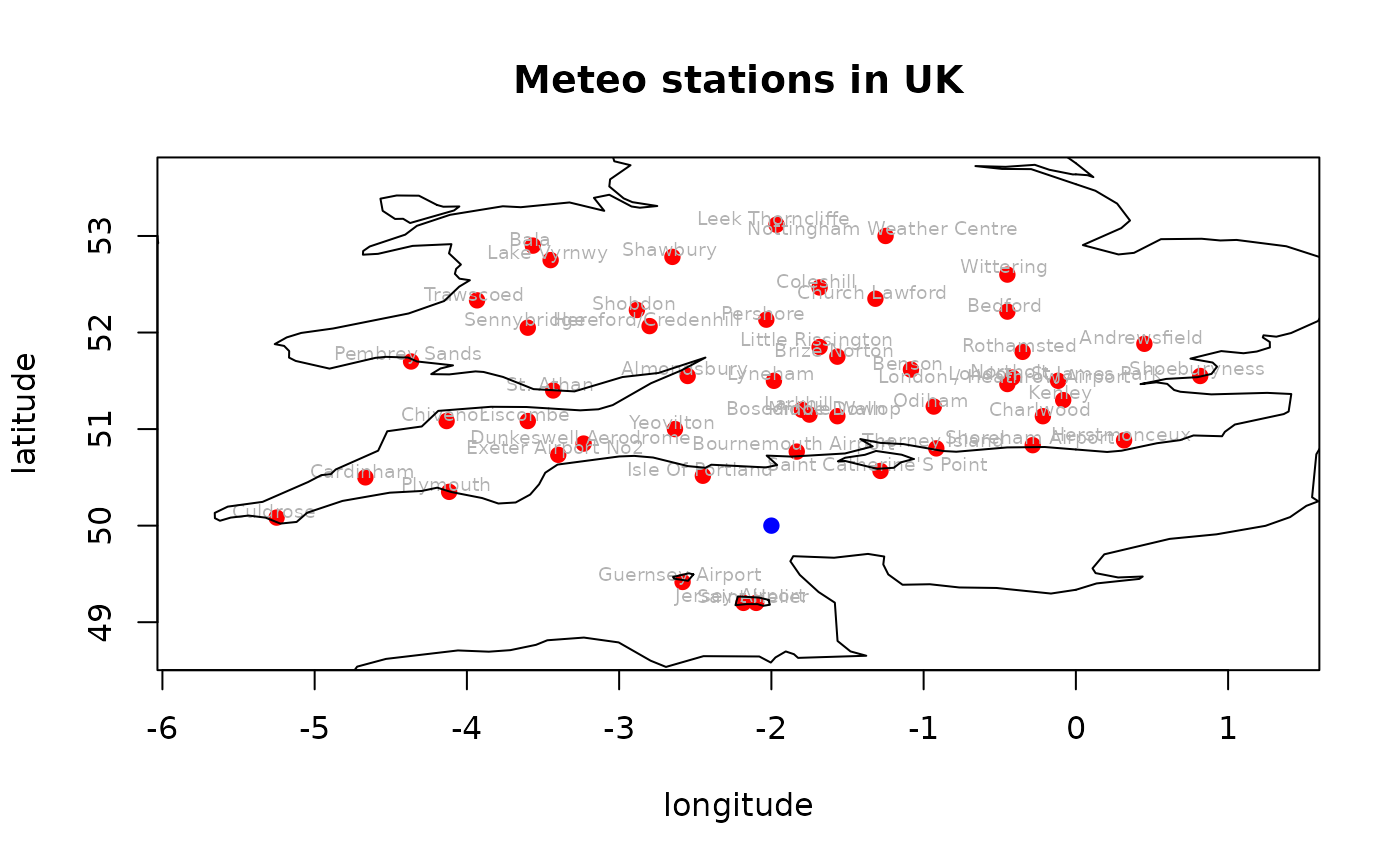 Meteo stations in UK
latitude
53
52
51
50
49
Leek Thorncliffe
Nottingham Weather Centre
Bala
Lake Vyrnwy
Shawbury
Wittering
Coleshill
Church Lawford
Trawscoed
Shobdon
Bedford
Pershore
Sennybridge
Hereford/Credenhill
Little Rissington
Andrewsfield
Rothamsted
Brize Norton
Pembrey Sands
Almondsbury
Lyneham
Benson
Northolt
London St James Park
London / Heathrow Airport
Shoeburyness
St. Athan
Kenley
Odiham
Larkhill
Boscombe Down
Middle Wallop
Charlwood
Chivenor
Liscombe
Yeovilton
Dunkeswell Aerodrome
Exeter Airport No2
Bournemouth Airport
Thorney Island
Shoreham Airport
Herstmonceux
Cardinham
Isle Of Portland
Saint Catherine'S Point
Plymouth
Culdrose
Guernsey Airport
Jersey Airport
Saint Helier
-6 -5 -4 -3 -2 -1 0 1
longitude